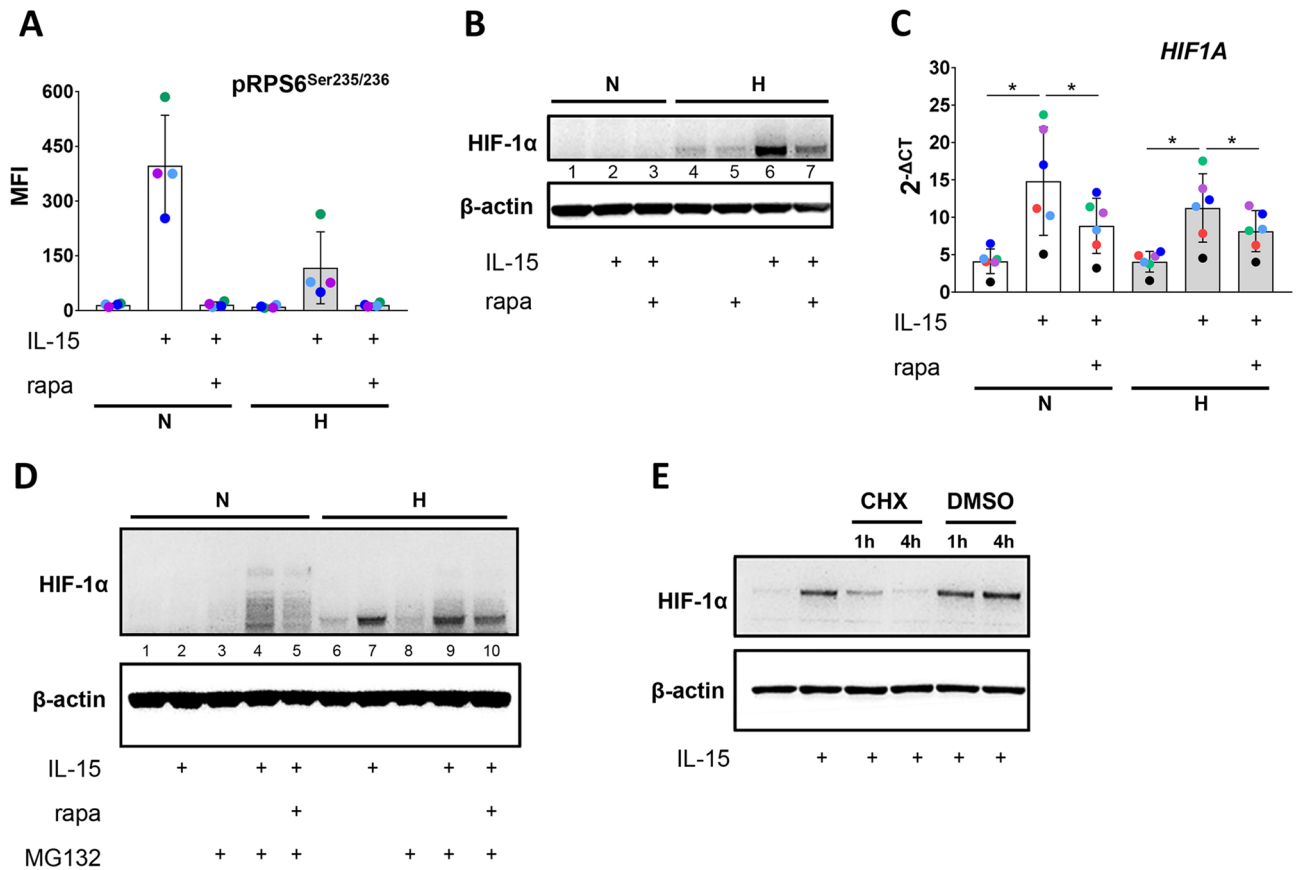 A
pRPS6Ser235/236
MFI
600
450
300
150
0
IL-15 + +  + +
rapa + +
N H
B
N H
HIF-1α
1 2 3 4 5 6 7
β-actin
IL-15 + + + +
rapa + + +
C
HIF1A
2-ΔCT
30
25
20
15
10
5
0
* * * *
IL-15 + + + +
rapa + +
N H
D
N H
HIF-1α
1 2 3 4 5 6 7 8 9 10
β-actin
IL-15 + + + + + +
rapa + +
MG132 + + + + + +
E
CHX DMSO
1h 4h 1h 4h
HIF-1α
β-actin
IL-15 + + + + +